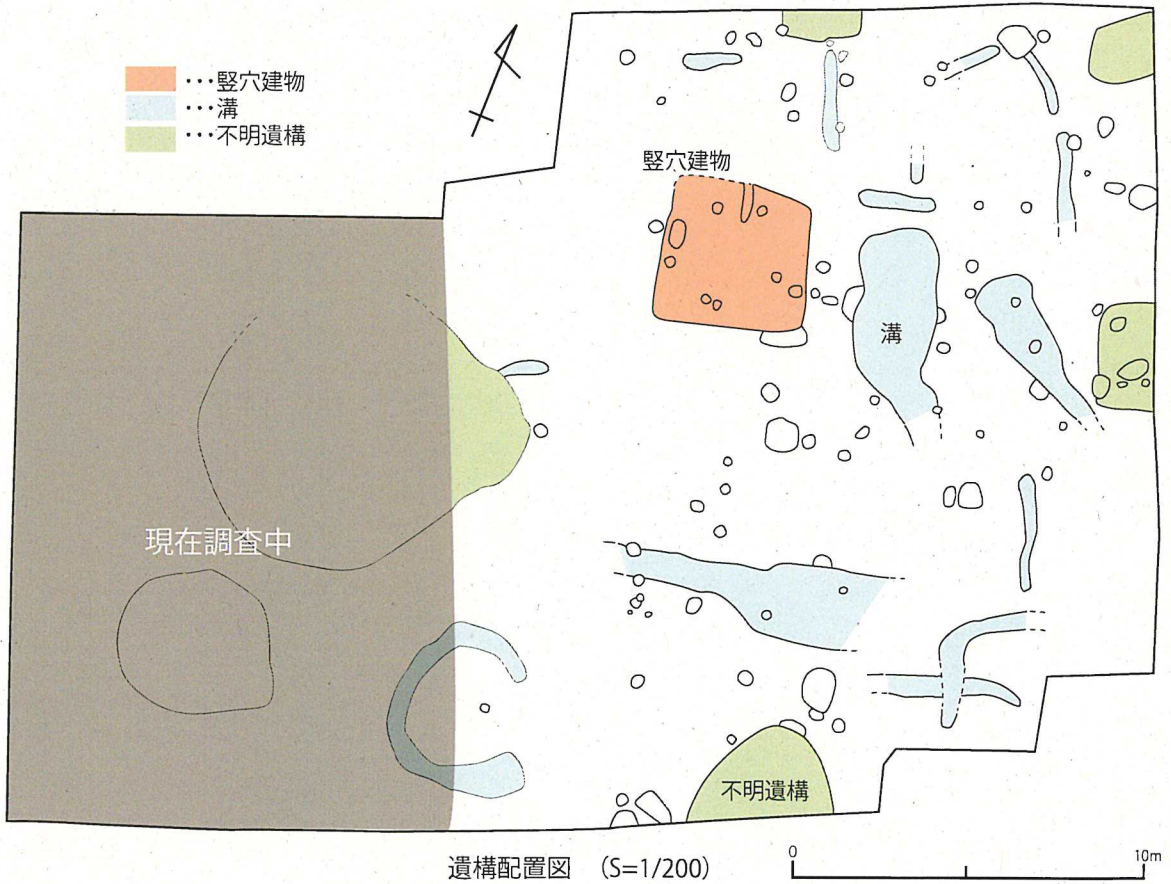 …竪穴建物
…溝
…不明遺構
竪穴建物
溝
現在調査中
不明遺構
遺構配置図 (S=1/200)
0 10m